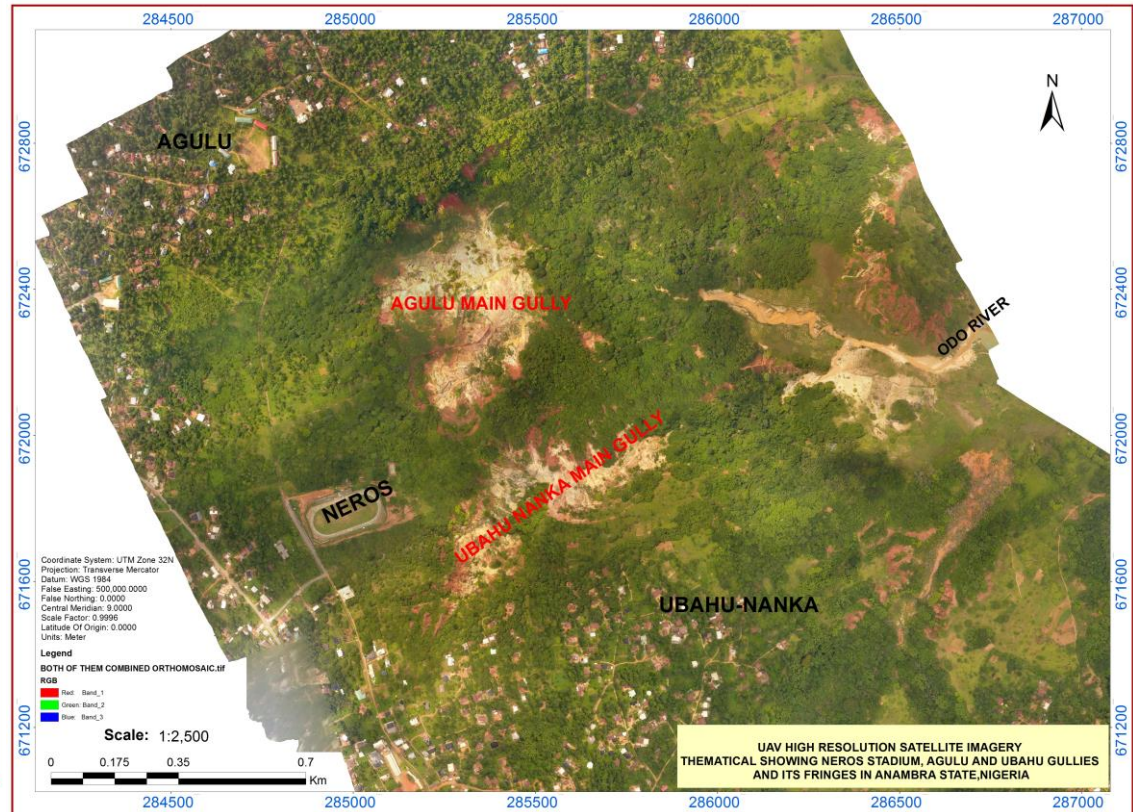 284500 285000 285500 286000 286500 287000
N
672800 672800
AGULU
672400 672400
AGULU MAIN GULLY
ODO RIVER
672000 672000
UBAHU NANKA MAIN GULLY
NEROS
671600 671600
UBAHU-NANKA
Coordinate System: UTM Zone 32N
Projection: Transverse Mercator
Datum: WGS 1984
False Easting: 500,000.0000
False Northing: 0.0000
Central Meridian: 9.0000
Scale Factor: 0.9996
Latitude Of Origin: 0.0000
Units: Meter
Legend
BOTH OF THEM COMBINED ORTHOMOSAIC.tif
RGB
Red: Band_1
Green: Band_2
Blue: Band_3
671200 671200
Scale: 1:2,500
0 0.175 0.35 0.7
Km
UAV HIGH RESOLUTION SATELLITE IMAGERY
THEMATICAL SHOWING NEROS STADIUM, AGULU AND UBAHU GULLIES
AND ITS FRINGES IN ANAMBRA STATE,NIGERIA
284500 285000 285500 286000 286500 287000